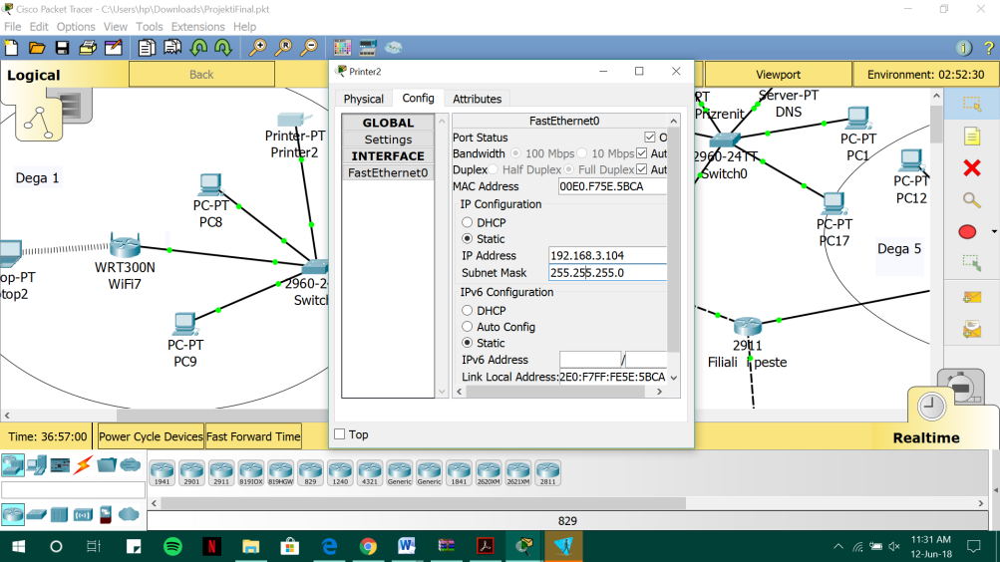 Cisco Packet Tracer - C:\Users\hp\Downloads\ProjektiFinal.pkt
File Edit Options View Tools Extensions Help
Logical
Back
Viewport
Environment: 02:52:30
Printer2
Physical Config Attributes
GLOBAL
Settings
INTERFACE
FastEthernet0
FastEthernet0
Port Status
Bandwidth 100 Mbps 10 Mbps Aut
Duplex Half Duplex Full Duplex Aut
MAC Address 00E0.F75E.5BCA
IP Configuration
DHCP
Static
IP Address 192.168.3.104
Subnet Mask 255.255.255.0
IPv6 Configuration
DHCP
Auto Config
Static
IPv6 Address /
Link Local Address: 2E0:F7FF:FE5E:5BCA
Top
Printer-PT
Printer2
Dega 1
PC-PT
PC8
WRT300N
WiFi7
op-PT
top2
2960-2
Switc
PC-PT
PC9
PT
Prizrenit
Server-PT
DNS
2960-24TT
Switch0
PC-PT
PC1
PC-PT
PC12
PC-PT
PC17
Dega 5
2911
Filiali i peste
Time: 36:57:00 Power Cycle Devices Fast Forward Time
Realtime
1941 2901 2911 819IOX 819HGW 829 1240 4321 Generic Generic 1841 2620XM 2621XM 2811
829
11:31 AM
12-Jun-18